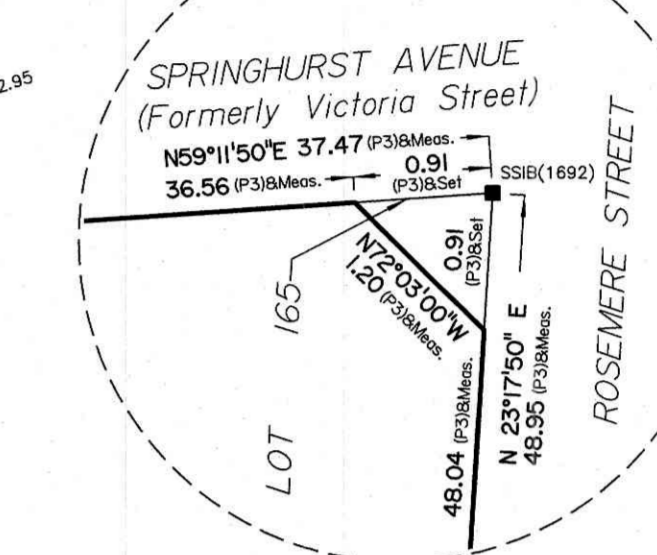 2.95
SPRINGHURST AVENUE
(Formerly Victoria Street)
N59°11'50"E 37.47 (P3)&Meas.
36.56 (P3)&Meas.
0.91
(P3)&Set
SSIB(1692)
0.91
(P3)&Set
N72°03'00"W
1.20 (P3)&Meas.
165
LOT
48.04 (P3)&Meas.
N 23°17'50" E
48.95 (P3)&Meas.
ROSEMERE STREET